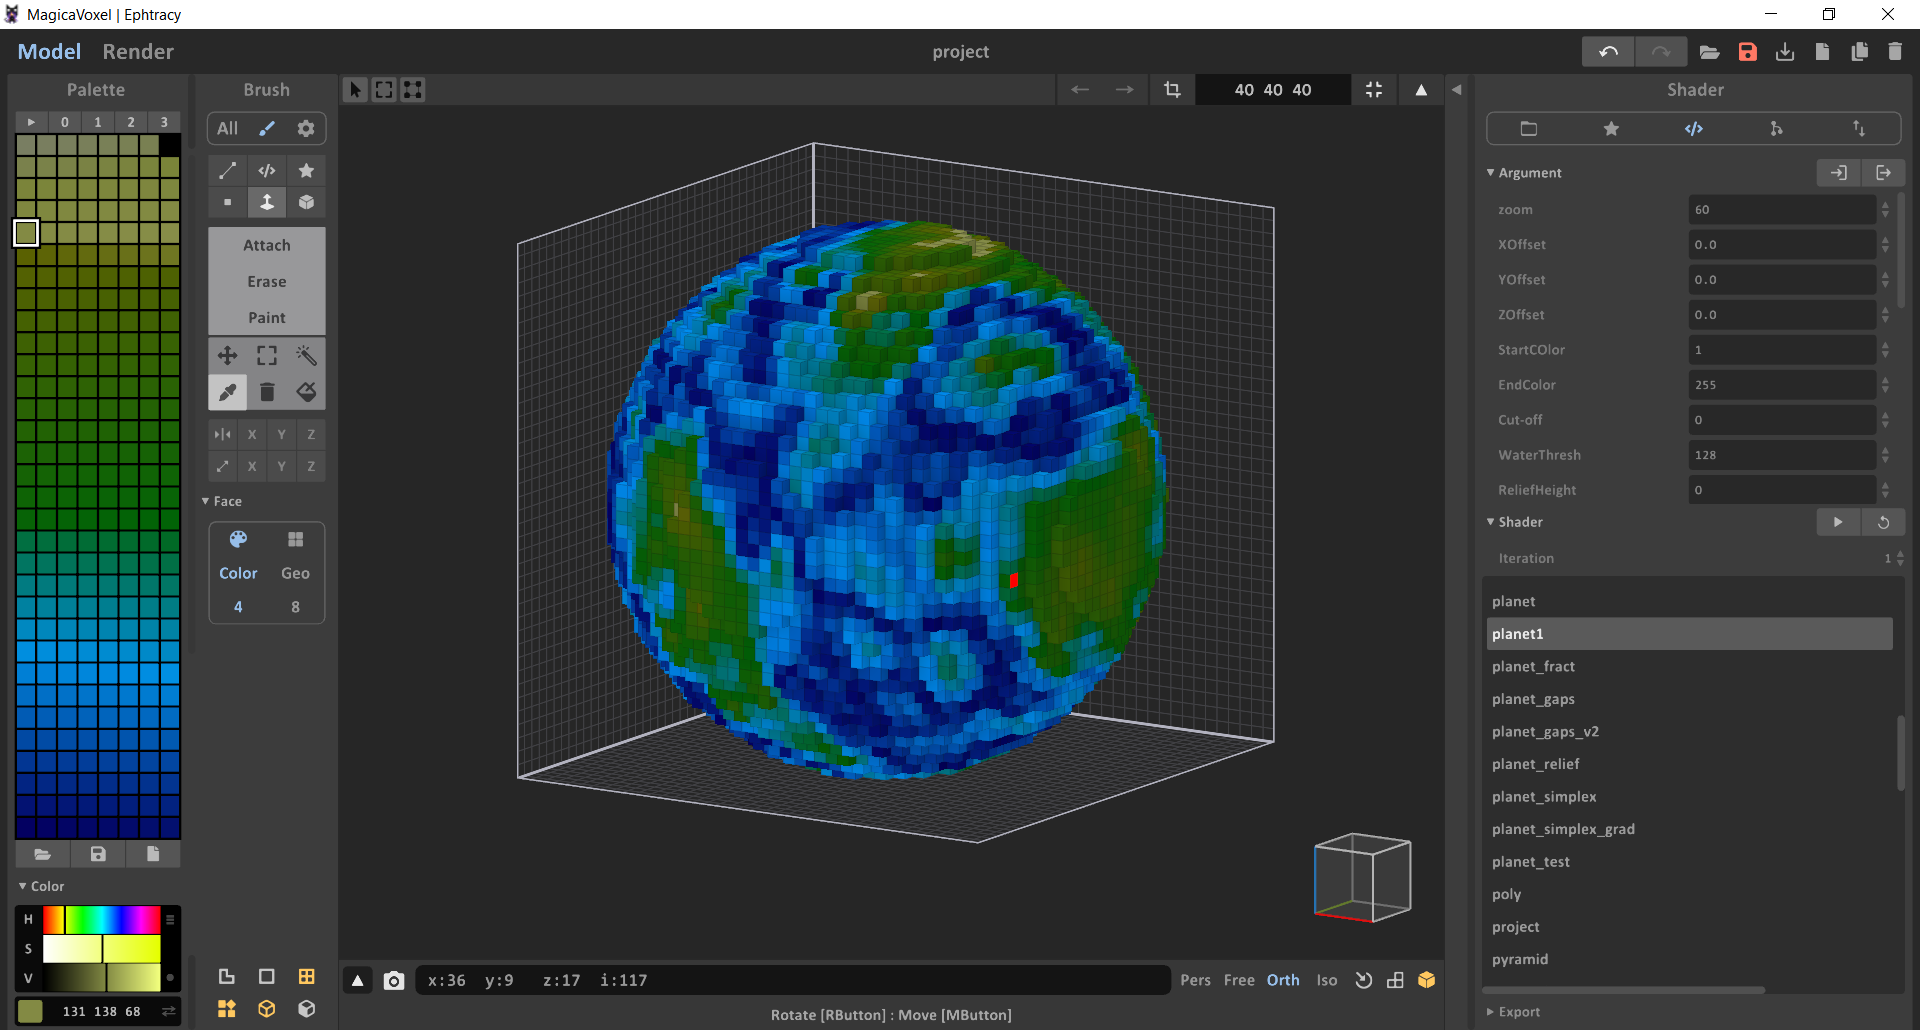 MagicaVoxel | Ephtracy
Model Render
project
Palette
0 1 2 3
Brush
All
Attach
Erase
Paint
X Y Z
X Y Z
Face
Color Geo
4 8
Color
H
S
V
131 138 68
40 40 40
x:36 y:9 z:17 i:117
Pers Free Orth Iso
Rotate [RButton] : Move [MButton]
Shader
Argument
zoom 60
XOffset 0.0
YOffset 0.0
ZOffset 0.0
StartCOlor 1
EndColor 255
Cut-off 0
WaterThresh 128
ReliefHeight 0
Shader
Iteration 1
planet
planet1
planet_fract
planet_gaps
planet_gaps_v2
planet_relief
planet_simplex
planet_simplex_grad
planet_test
poly
project
pyramid
Export